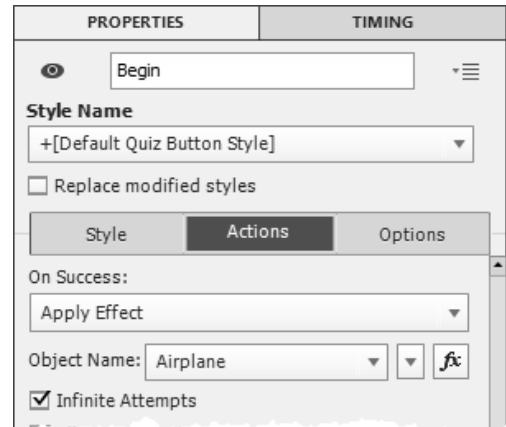 PROPERTIES TIMING
Begin
Style Name
+[Default Quiz Button Style]
Replace modified styles
Style Actions Options
On Success:
Apply Effect
Object Name: Airplane fx
Infinite Attempts